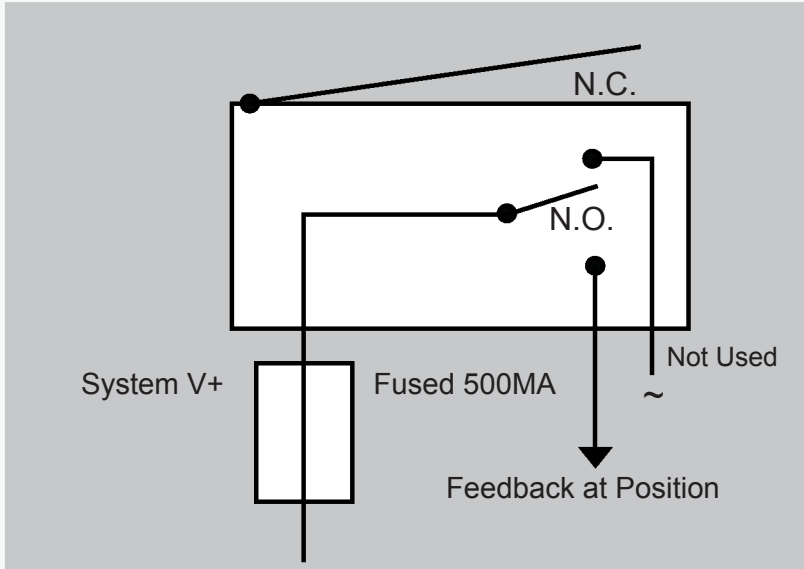 N.C.
N.O.
Not Used
~
System V+
Fused 500MA
Feedback at Position